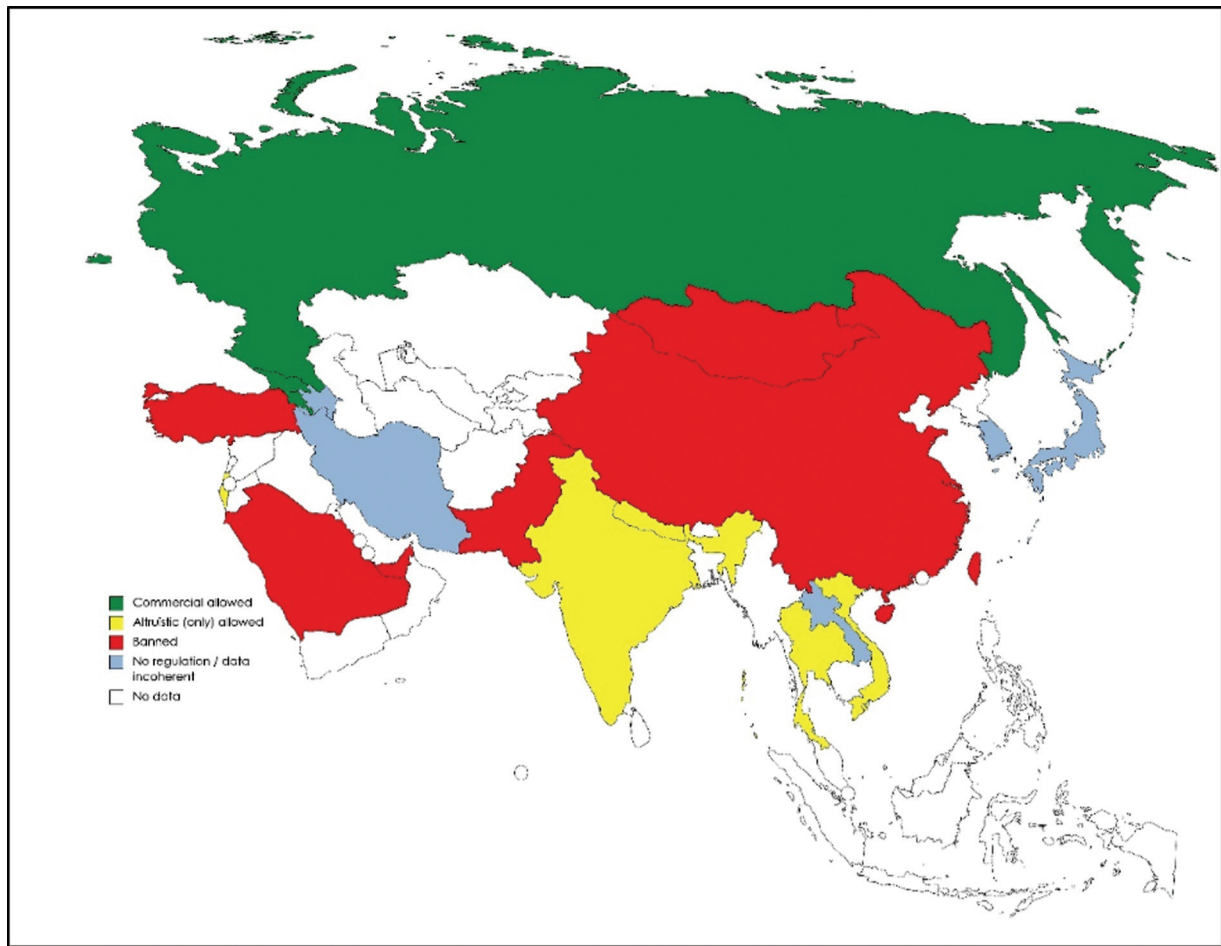 Commercial allowed
Altruistic (only) allowed
Banned
No regulation / data
incoherent
No data